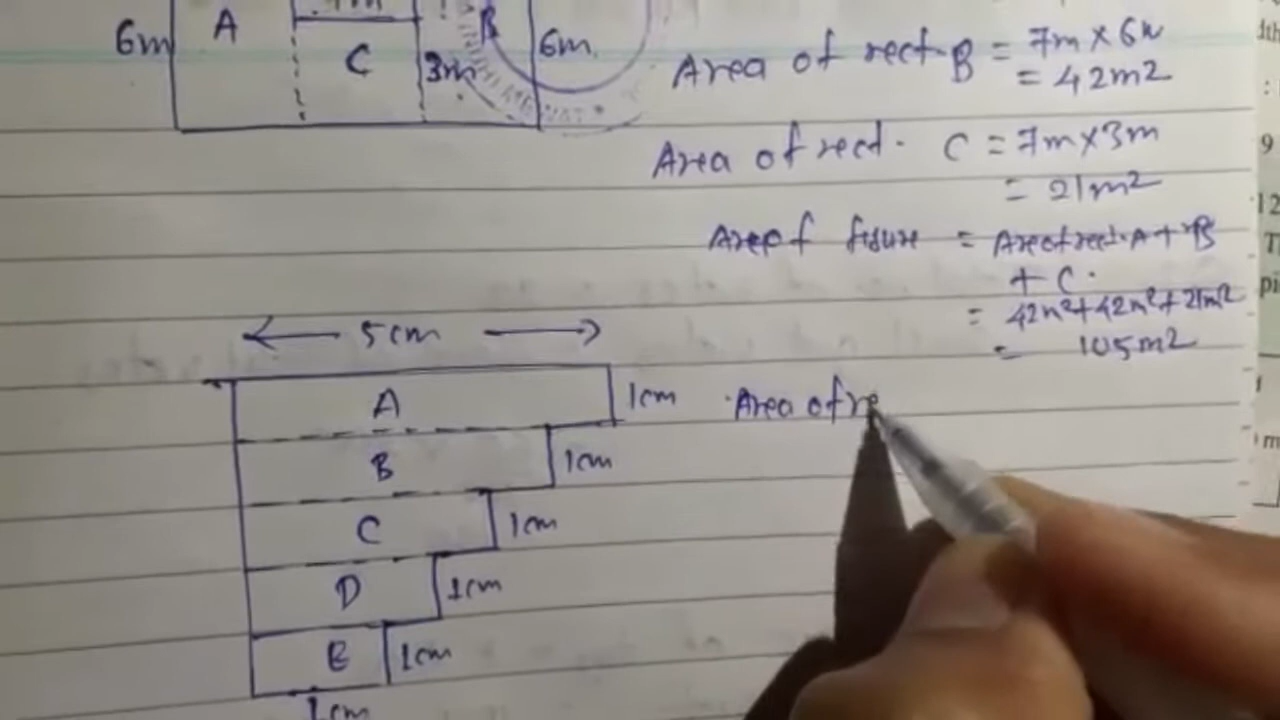 6m A C 3m B 6m
Area of rect. B = 7m x 6m
= 42m2
Area of rect. C = 7m x 3m
= 21m2
Area of figure = Area of rect. A + B
+ C.
= 42m2 + 42m2 + 21m2
= 105m2
5cm
A 1cm Area of re
B 1cm
C 1cm
D 1cm
E 1cm
1cm